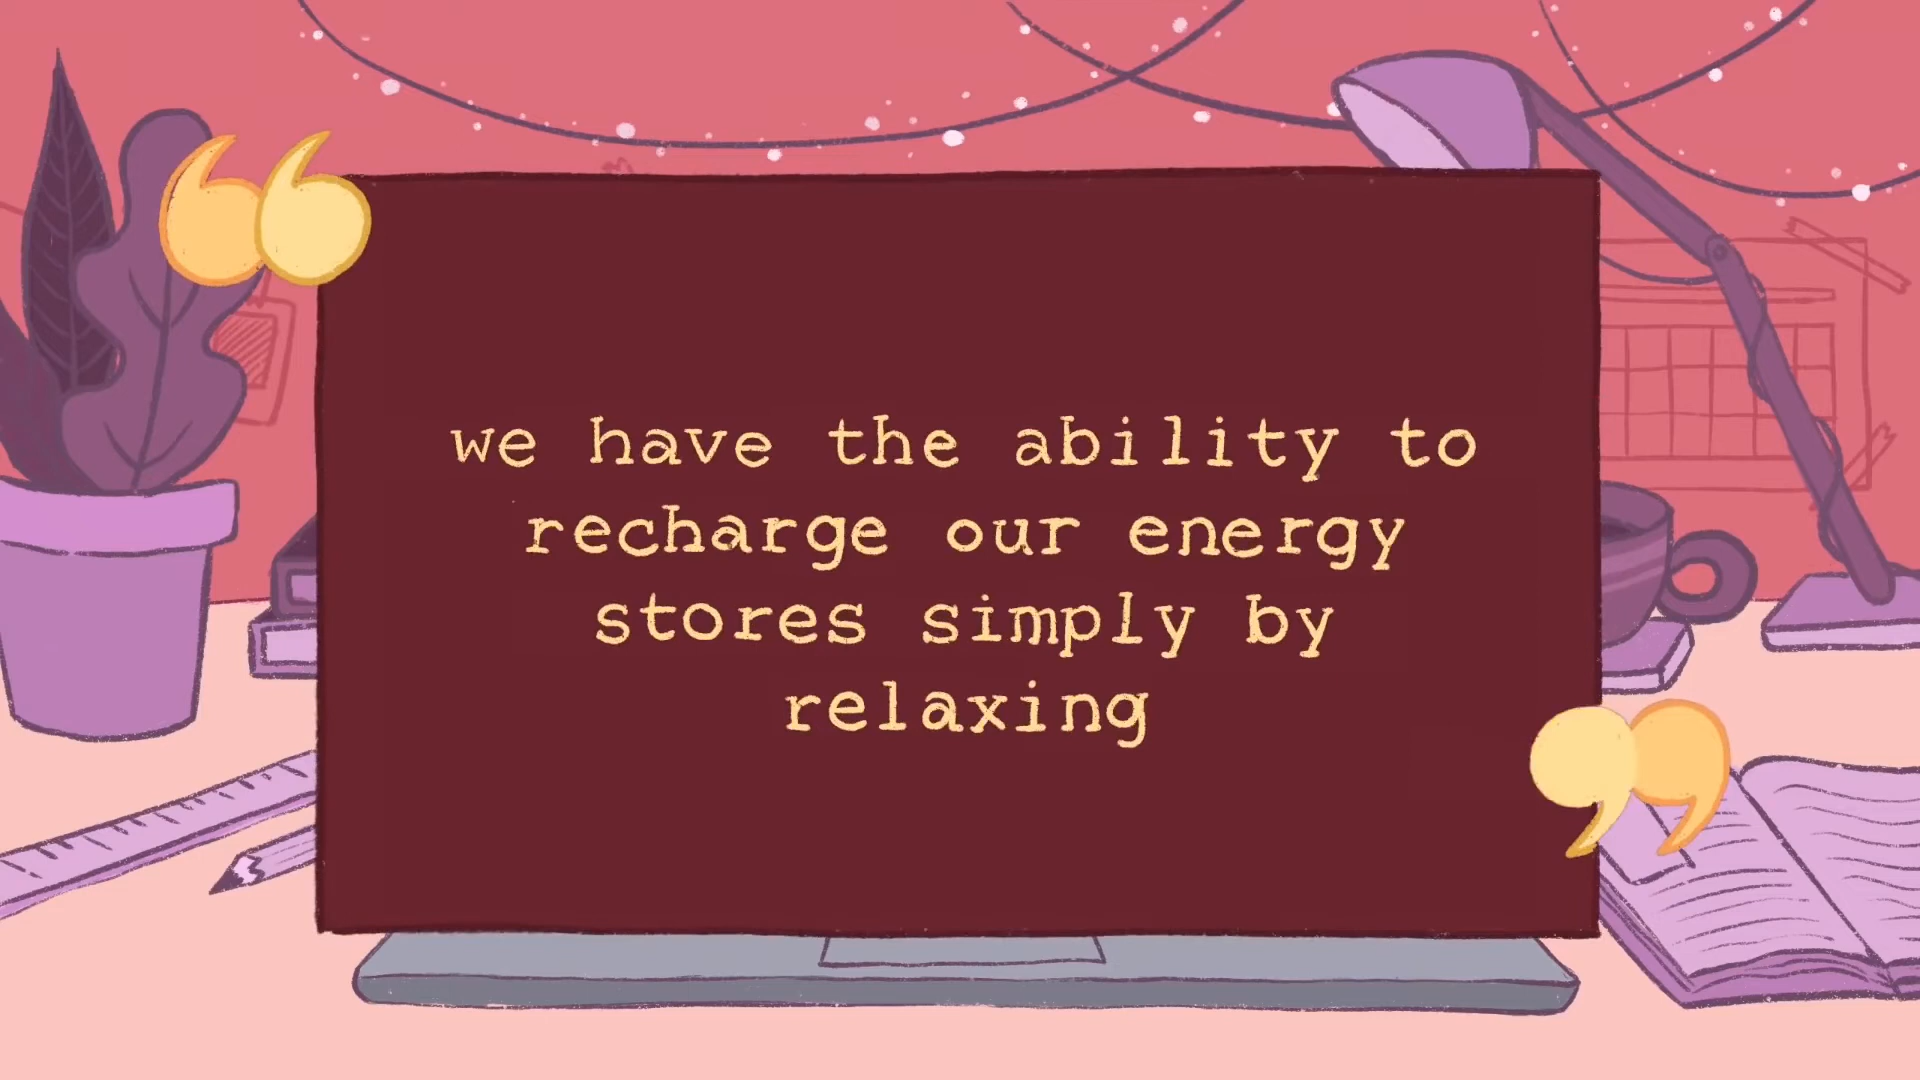 we have the ability to
recharge our energy
stores simply by
relaxing